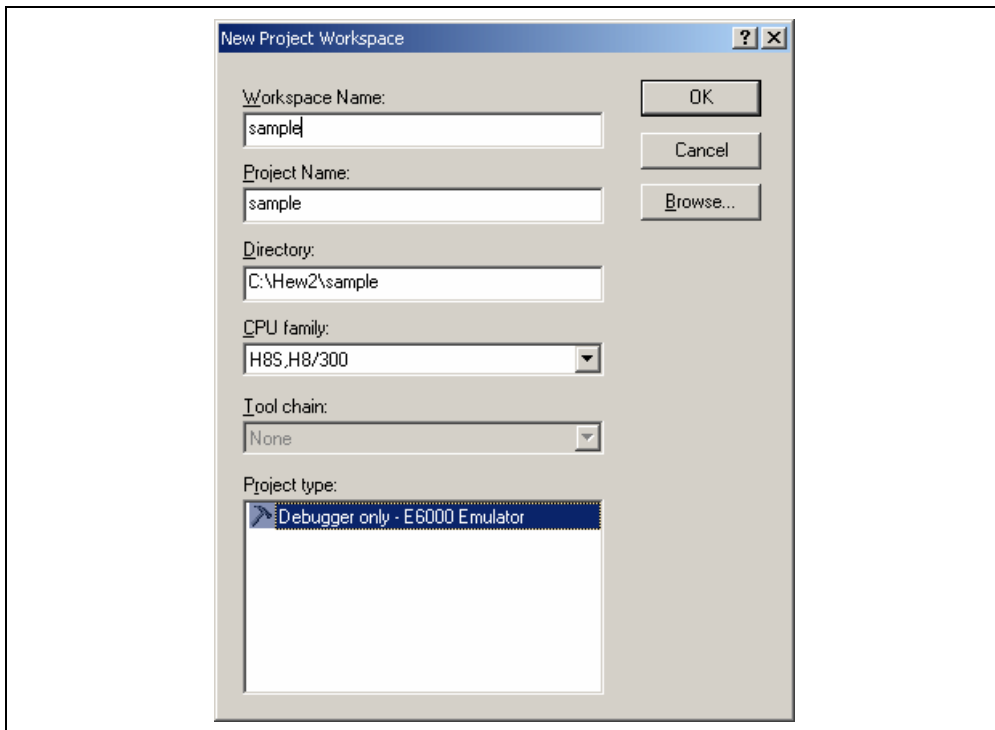 New Project Workspace
Workspace Name:
OK
sample
Cancel
Project Name:
sample
Browse...
Directory:
C:\Hew2\sample
CPU family:
H8S,H8/300
Tool chain:
None
Project type:
Debugger only - E6000 Emulator